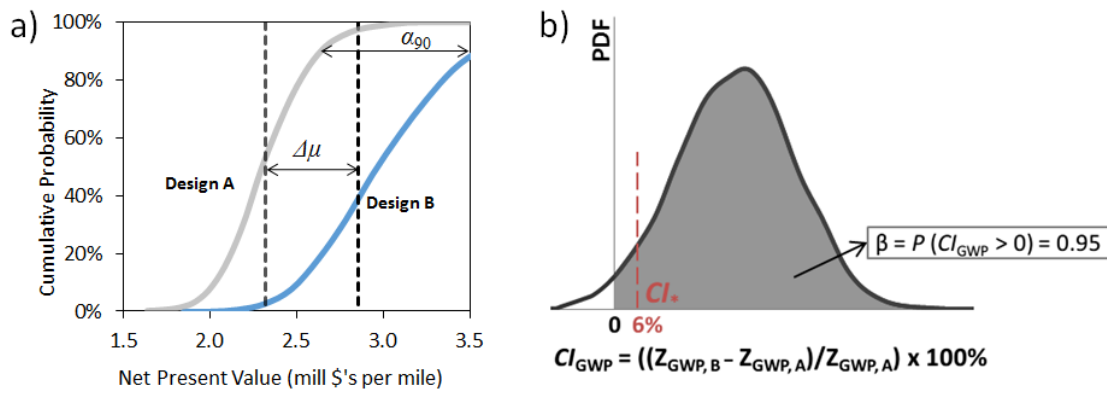 a)
100%
80%
60%
40%
20%
0%
Cumulative Probability
α90
Δμ
Design A
Design B
1.5 2.0 2.5 3.0 3.5
Net Present Value (mill $'s per mile)
b)
PDF
β = P (CIGWP > 0) = 0.95
CI*
0 6%
CIGWP = ((ZGWP, B – ZGWP, A)/ZGWP, A) x 100%